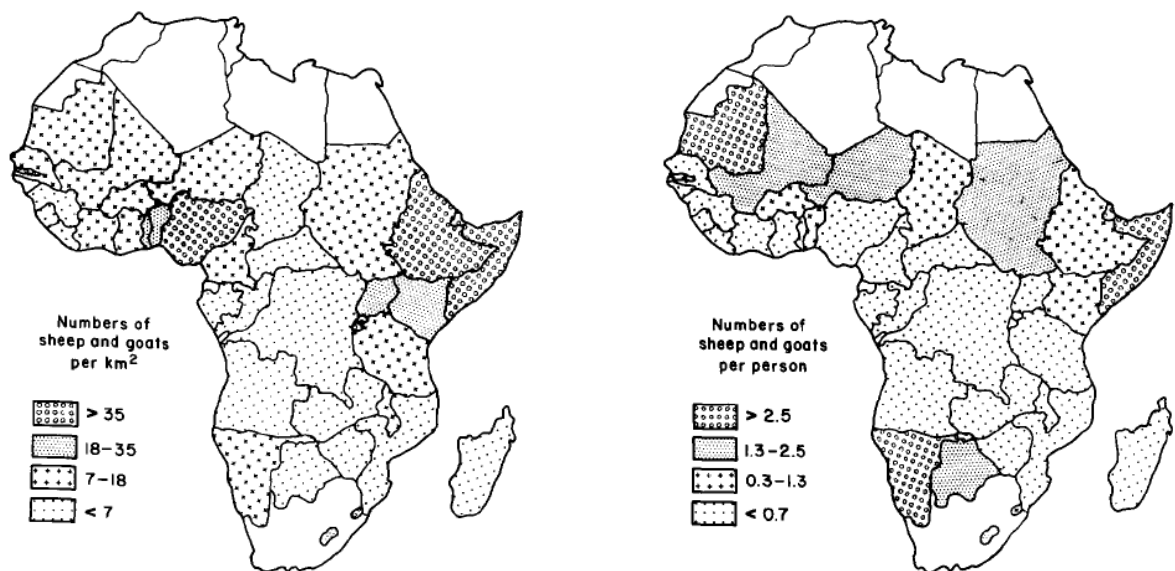 Numbers of
sheep and goats
per km²
> 35
18-35
7-18
< 7
Numbers of
sheep and goats
per person
> 2.5
1.3-2.5
0.3-1.3
< 0.7